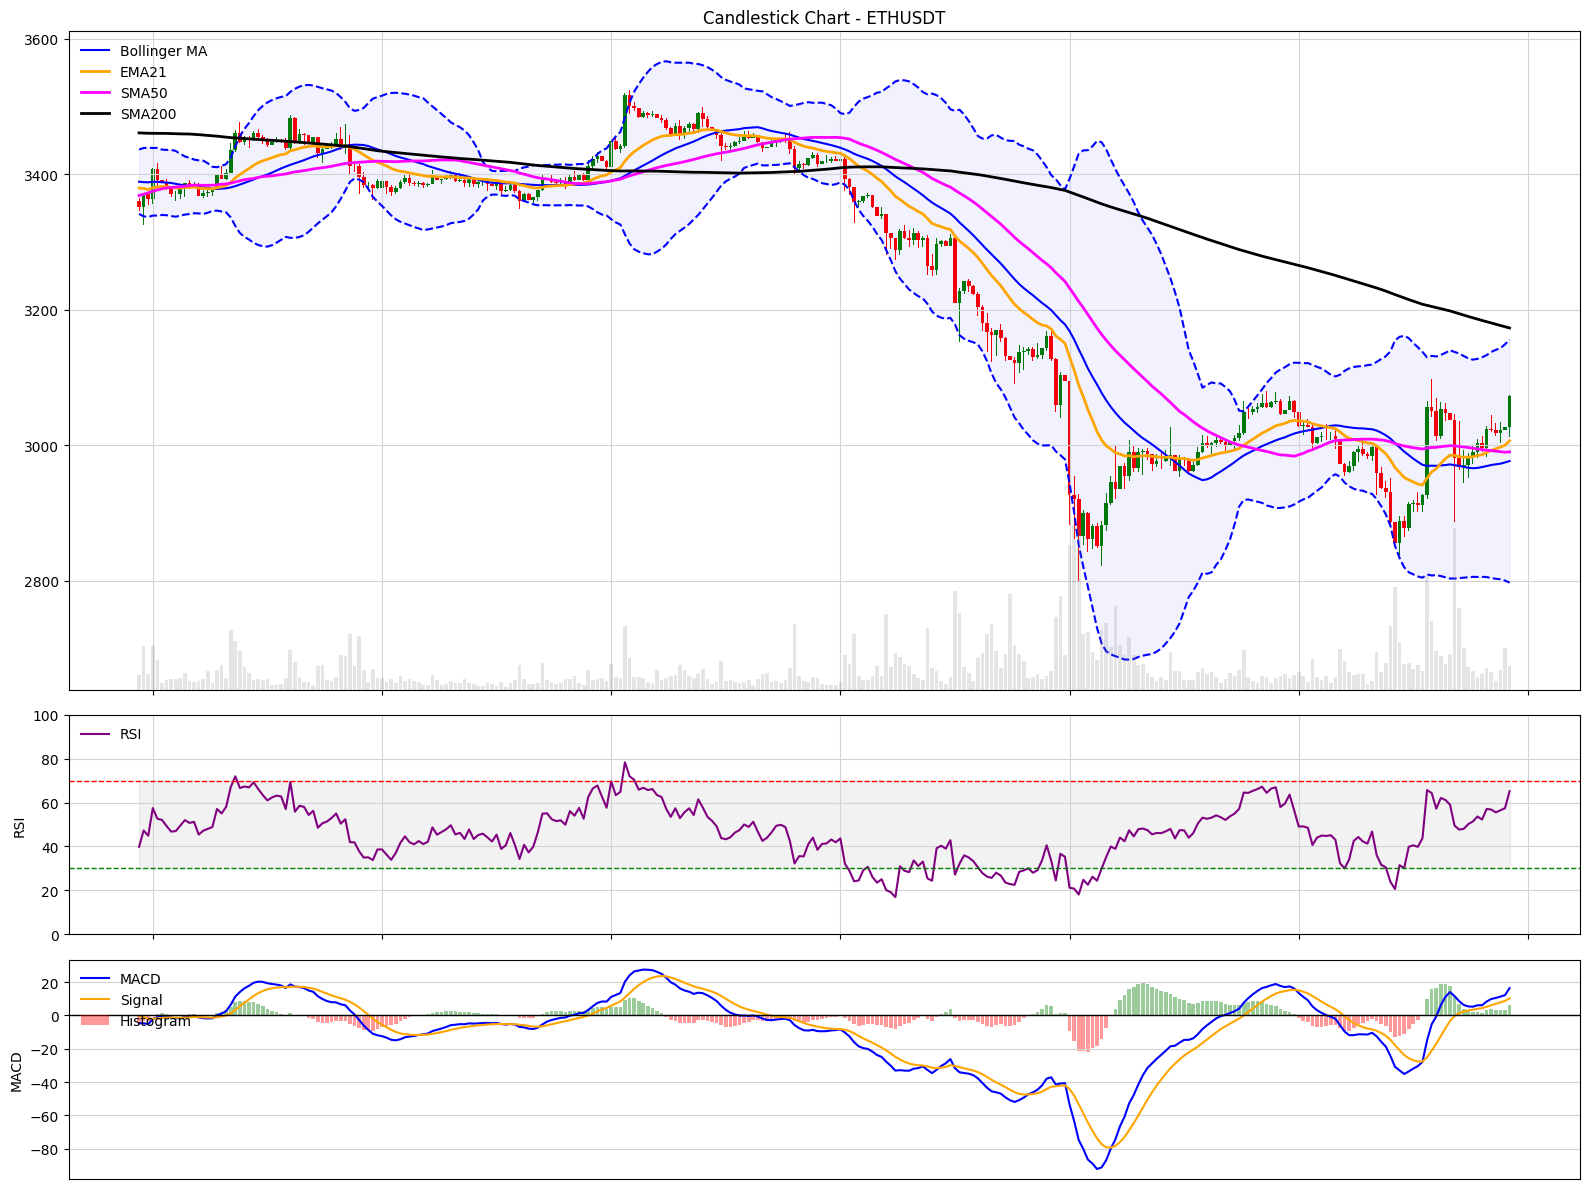 Candlestick Chart - ETHUSDT
3600
3400
3200
3000
2800
Bollinger MA
EMA21
SMA50
SMA200
100
80
60
40
20
0
RSI
RSI
20
0
−20
−40
−60
−80
MACD
MACD
Signal
Histogram